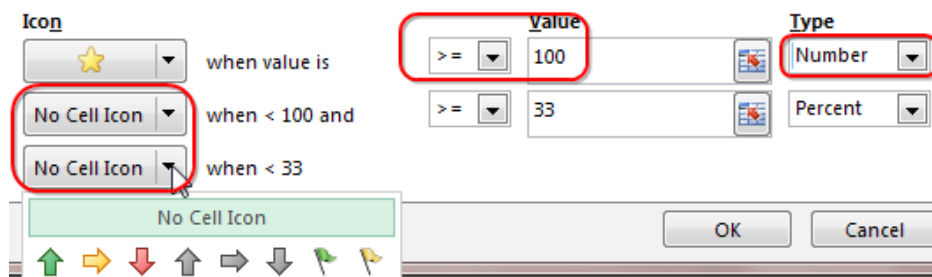 Icon Value Type
when value is >= 100 Number
No Cell Icon when < 100 and >= 33 Percent
No Cell Icon when < 33
No Cell Icon
OK Cancel